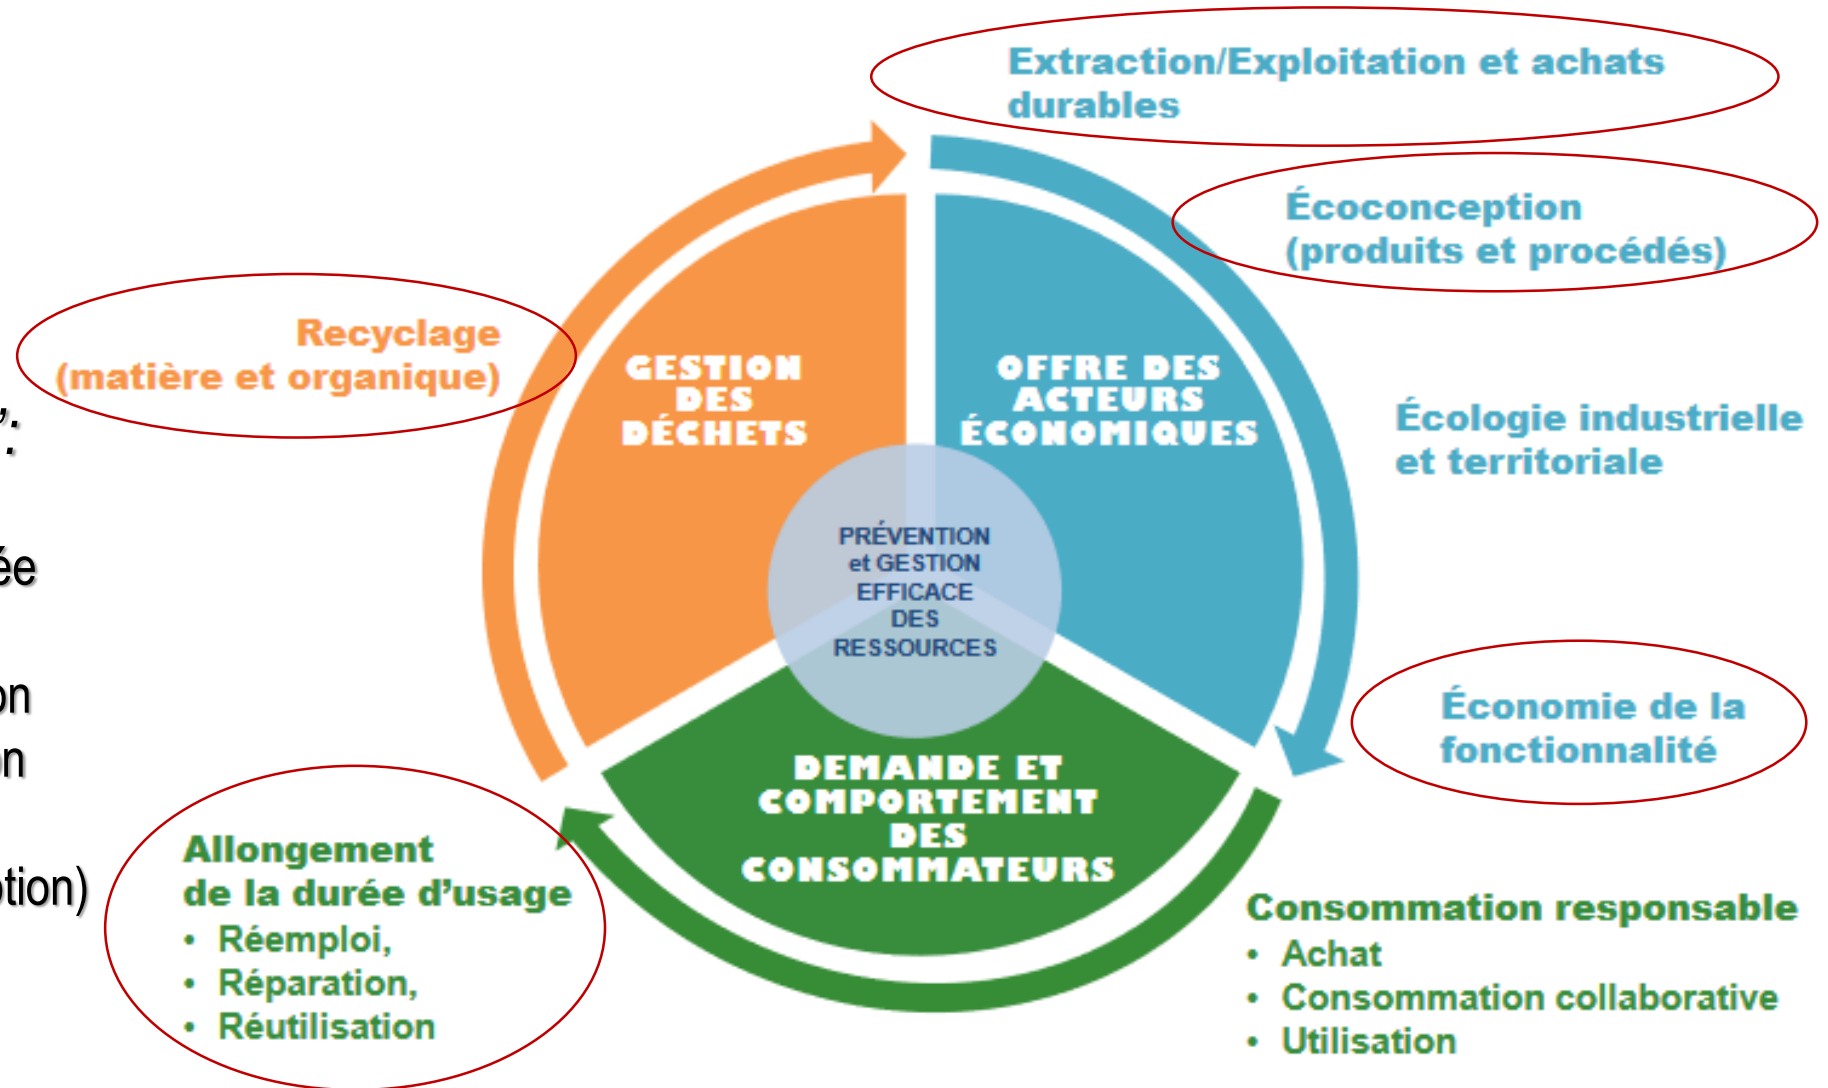 Extraction/Exploitation et achats
durables
Écoconception
(produits et procédés)
Écologie industrielle
et territoriale
Économie de la
fonctionnalité
OFFRE DES
ACTEURS
ÉCONOMIQUES
GESTION
DES
DÉCHETS
Recyclage
(matière et organique)
PRÉVENTION
et GESTION
EFFICACE
DES
RESSOURCES
DEMANDE ET
COMPORTEMENT
DES
CONSOMMATEURS
Consommation responsable
• Achat
• Consommation collaborative
• Utilisation
Allongement
de la durée d’usage
• Réemploi,
• Réparation,
• Réutilisation